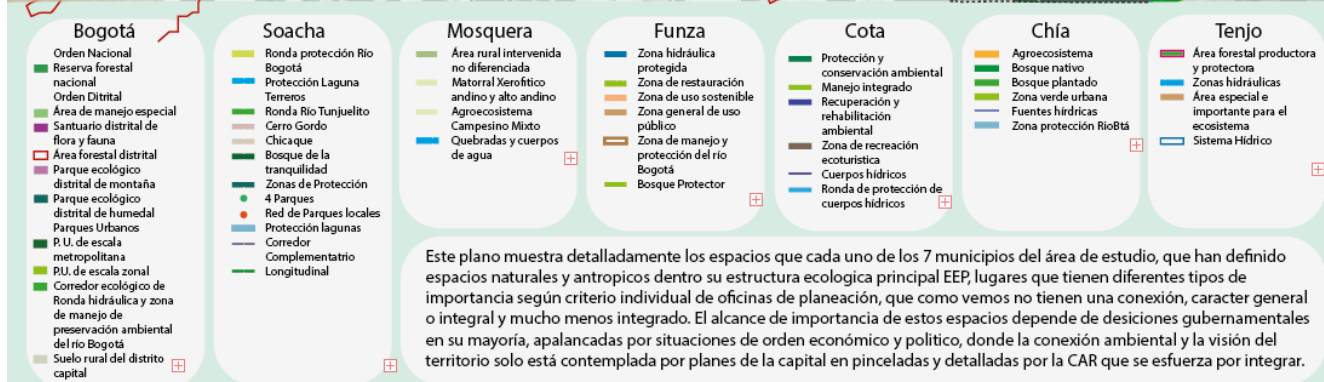 Bogotá
Orden Nacional
Reserva forestal
nacional
Orden Ditrital
Área de manejo especial
Santuario distrital de
flora y fauna
Área forestal distrital
Parque ecológico
distrital de montaña
Parque ecológico
distrital de humedal
Parques Urbanos
P. U. de escala
metropolitana
P.U. de escala zonal
Corredor ecológico de
Ronda hidráulica y zona
de manejo de
preservación ambiental
del río Bogotá
Suelo rural del distrito
capital
Soacha
Ronda protección Río
Bogotá
Protección Laguna
Terreros
Ronda Río Tunjuelito
Cerro Gordo
Chicaque
Bosque de la
tranquilidad
Zonas de Protección
4 Parques
Red de Parques locales
Protección lagunas
Corredor
Complementatrio
Longitudinal
Mosquera
Área rural intervenida
no diferenciada
Matorral Xerofitico
andino y alto andino
Agroecosistema
Campesino Mixto
Quebradas y cuerpos
de agua
Funza
Zona hidráulica
protegida
Zona de restauración
Zona de uso sostenible
Zona general de uso
público
Zona de manejo y
protección del río
Bogotá
Bosque Protector
Cota
Protección y
conservación ambiental
Manejo integrado
Recuperación y
rehabilitación
ambiental
Zona de recreación
ecoturistica
Cuerpos hídricos
Ronda de protección de
cuerpos hídricos
Chía
Agroecosistema
Bosque nativo
Bosque plantado
Zona verde urbana
Fuentes hírdricas
Zona protección RioBtá
Tenjo
Área forestal productora
y protectora
Zonas hidráulicas
Área especial e
importante para el
ecosistema
Sistema Hídrico
Este plano muestra detalladamente los espacios que cada uno de los 7 municipios del área de estudio, que han definido
espacios naturales y antropicos dentro su estructura ecologica principal EEP, lugares que tienen diferentes tipos de
importancia según criterio individual de oficinas de planeación, que como vemos no tienen una conexión, caracter general
o integral y mucho menos integrado. El alcance de importancia de estos espacios depende de desiciones gubernamentales
en su mayoría, apalancadas por situaciones de orden económico y politico, donde la conexión ambiental y la visión del
territorio solo está contemplada por planes de la capital en pinceladas y detalladas por la CAR que se esfuerza por integrar.